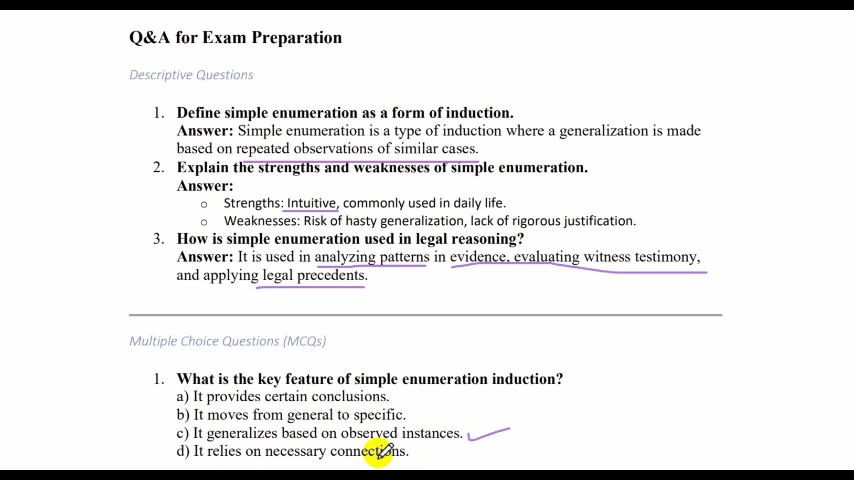 Q&A for Exam Preparation
Descriptive Questions
1. Define simple enumeration as a form of induction.
Answer: Simple enumeration is a type of induction where a generalization is made
based on repeated observations of similar cases.
2. Explain the strengths and weaknesses of simple enumeration.
Answer:
o Strengths: Intuitive, commonly used in daily life.
o Weaknesses: Risk of hasty generalization, lack of rigorous justification.
3. How is simple enumeration used in legal reasoning?
Answer: It is used in analyzing patterns in evidence, evaluating witness testimony,
and applying legal precedents.
Multiple Choice Questions (MCQs)
1. What is the key feature of simple enumeration induction?
a) It provides certain conclusions.
b) It moves from general to specific.
c) It generalizes based on observed instances.
d) It relies on necessary connections.